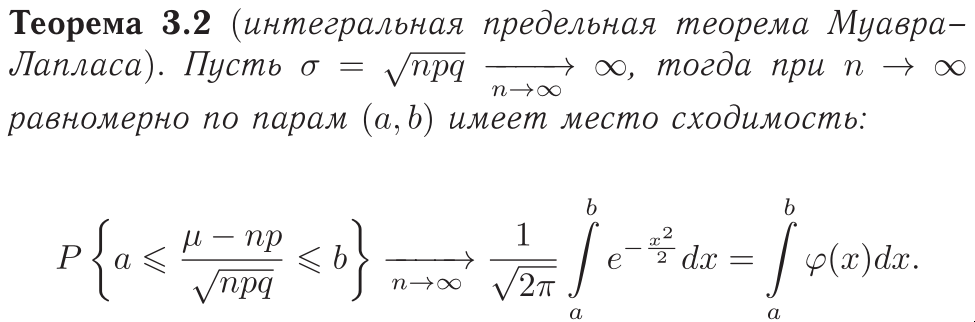 Теорема 3.2 (интегральная предельная теорема Муавра–
Лапласа). Пусть σ = √npq →(n→∞) ∞, тогда при n → ∞
равномерно по парам (a, b) имеет место сходимость:
P{a ⩽ (μ − np)/√npq ⩽ b} →(n→∞) 1/√2π ∫_a^b e^{−x²/2} dx = ∫_a^b φ(x)dx.